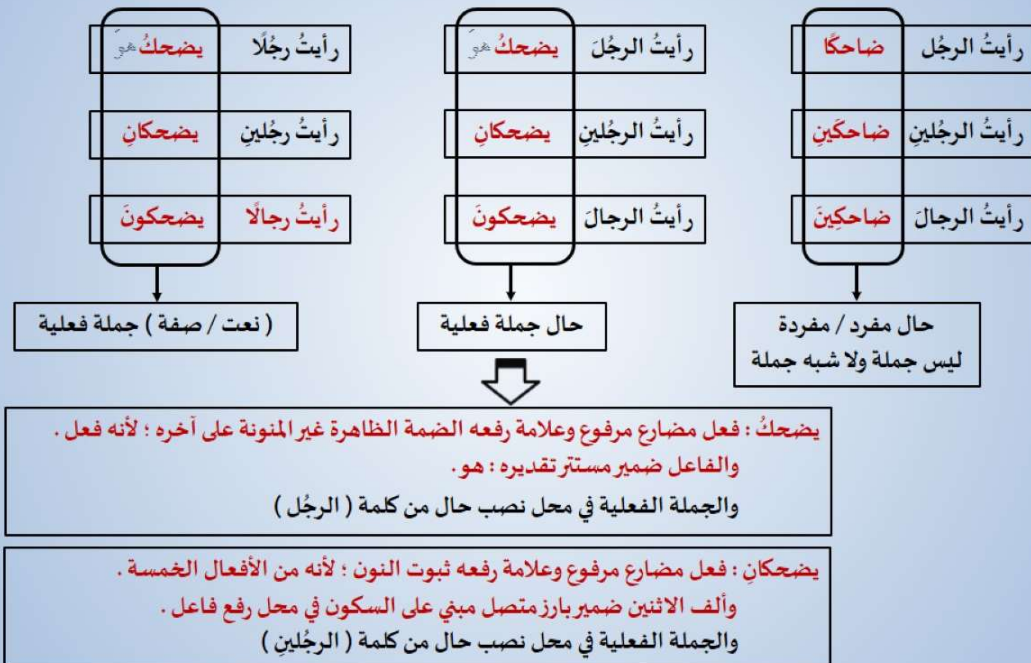 رأيتُ الرجُل ضاحكًا
رأيتُ الرجُلينِ ضاحكَينِ
رأيتُ الرجالَ ضاحكِينَ
حال مفرد / مفردة
ليس جملة ولا شبه جملة
رأيتُ الرجُلَ يضحكُ هوَ
رأيتُ الرجُلينِ يضحكانِ
رأيتُ الرجالَ يضحكونَ
حال جملة فعلية
رأيتُ رجُلًا يضحكُ هوَ
رأيتُ رجُلينِ يضحكانِ
رأيتُ رجالًا يضحكونَ
( نعت / صفة ) جملة فعلية
يضحكُ : فعل مضارع مرفوع وعلامة رفعه الضمة الظاهرة غير المنونة على آخره ؛ لأنه فعل .
والفاعل ضمير مستتر تقديره : هو .
والجملة الفعلية في محل نصب حال من كلمة ( الرجُل )
يضحكانِ : فعل مضارع مرفوع وعلامة رفعه ثبوت النون ؛ لأنه من الأفعال الخمسة .
وألف الاثنين ضمير بارز متصل مبني على السكون في محل رفع فاعل .
والجملة الفعلية في محل نصب حال من كلمة ( الرجُلينِ )